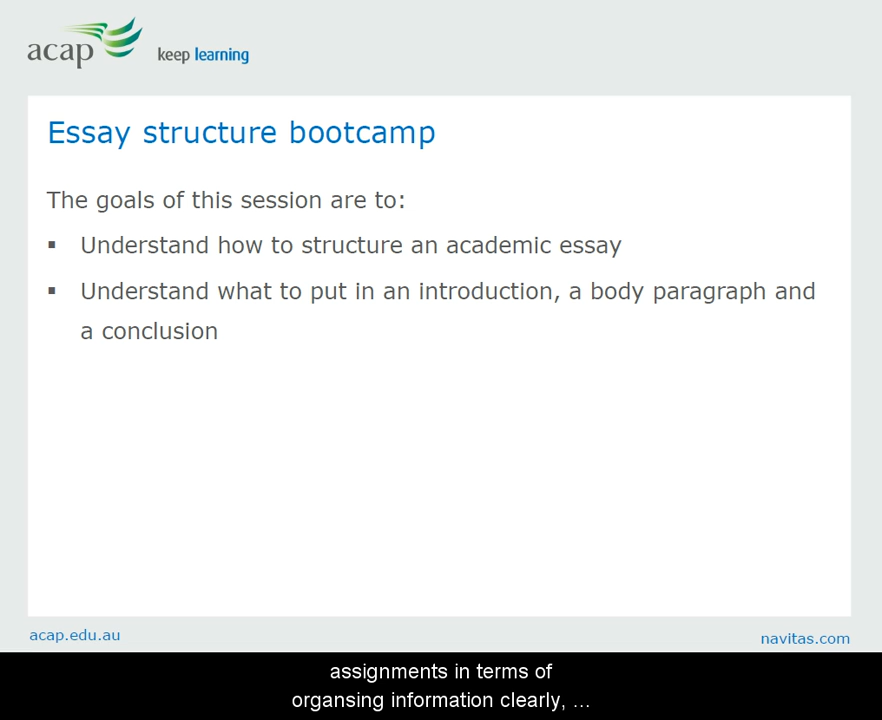 acap
keep learning
Essay structure bootcamp
The goals of this session are to:
▪ Understand how to structure an academic essay
▪ Understand what to put in an introduction, a body paragraph and
a conclusion
acap.edu.au
navitas.com
assignments in terms of
organsing information clearly, ...